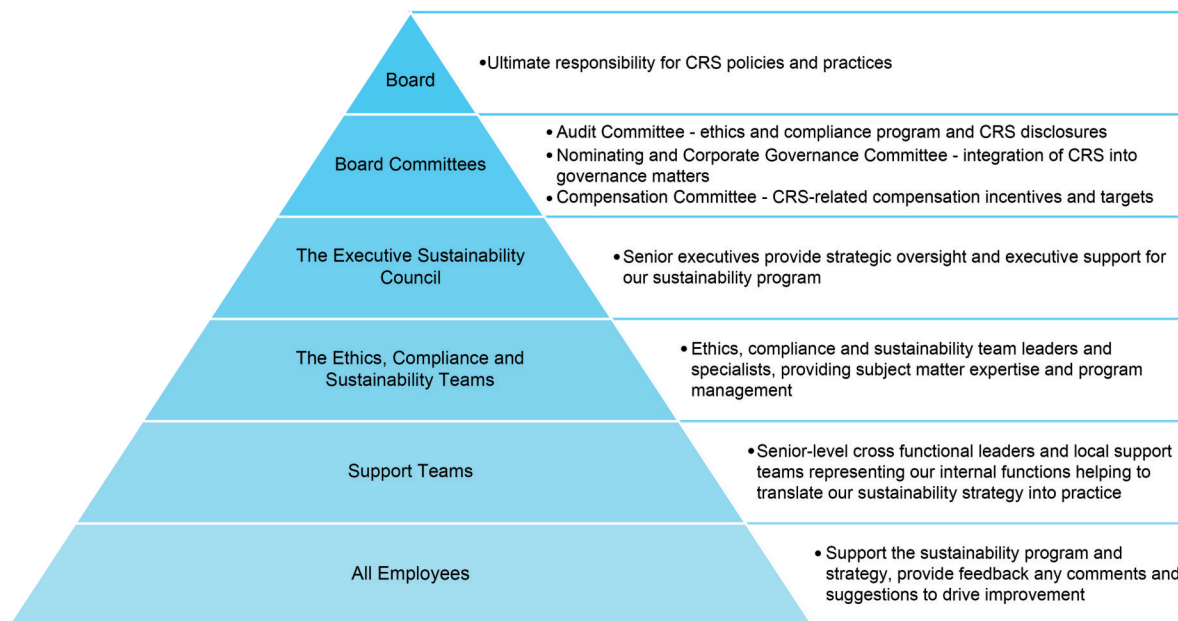 Board
•Ultimate responsibility for CRS policies and practices
Board Committees
• Audit Committee - ethics and compliance program and CRS disclosures
• Nominating and Corporate Governance Committee - integration of CRS into
governance matters
• Compensation Committee - CRS-related compensation incentives and targets
The Executive Sustainability
Council
• Senior executives provide strategic oversight and executive support for
our sustainability program
The Ethics, Compliance and
Sustainability Teams
• Ethics, compliance and sustainability team leaders and
specialists, providing subject matter expertise and program
management
Support Teams
•Senior-level cross functional leaders and local support
teams representing our internal functions helping to
translate our sustainability strategy into practice
All Employees
• Support the sustainability program and
strategy, provide feedback any comments and
suggestions to drive improvement